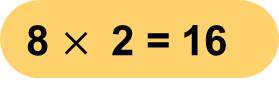 8 × 2 = 16